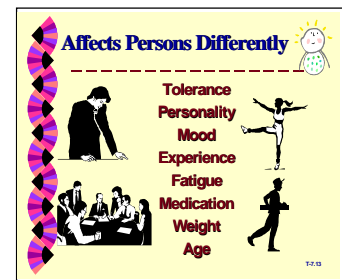 Affects Persons Differently
Tolerance
Personality
Mood
Experience
Fatigue
Medication
Weight
Age
T-7.13